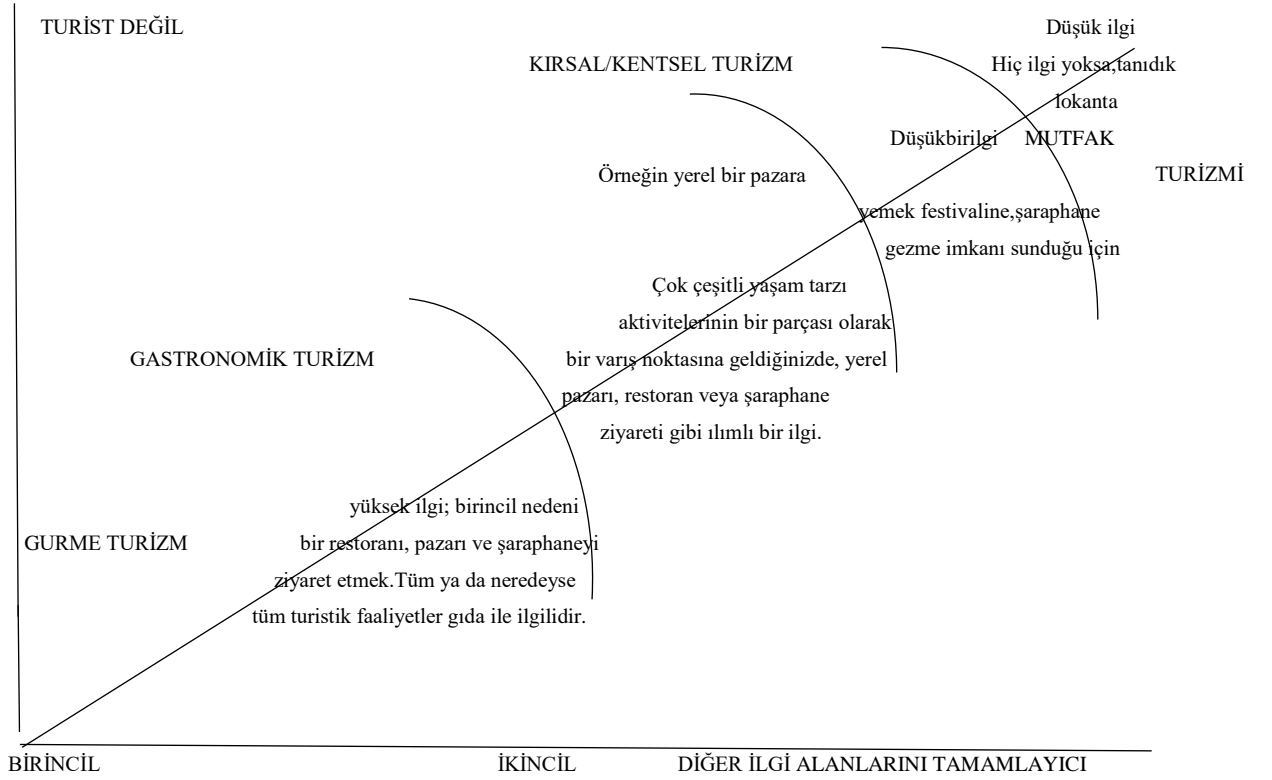 TURİST DEĞİL
Düşük ilgi
KIRSAL/KENTSEL TURİZM
Hiç ilgi yoksa,tanıdık
lokanta
Düşükbirilgi MUTFAK
Örneğin yerel bir pazara
TURİZMİ
yemek festivaline,şaraphane
gezme imkanı sunduğu için
Çok çeşitli yaşam tarzı
aktivitelerinin bir parçası olarak
GASTRONOMİK TURİZM
bir varış noktasına geldiğinizde, yerel
pazarı, restoran veya şaraphane
ziyareti gibi ılımlı bir ilgi.
yüksek ilgi; birincil nedeni
GURME TURİZM
bir restoranı, pazarı ve şaraphaneyi
ziyaret etmek.Tüm ya da neredeyse
tüm turistik faaliyetler gıda ile ilgilidir.
BİRİNCİL
İKİNCİL
DİĞER İLGİ ALANLARINI TAMAMLAYICI